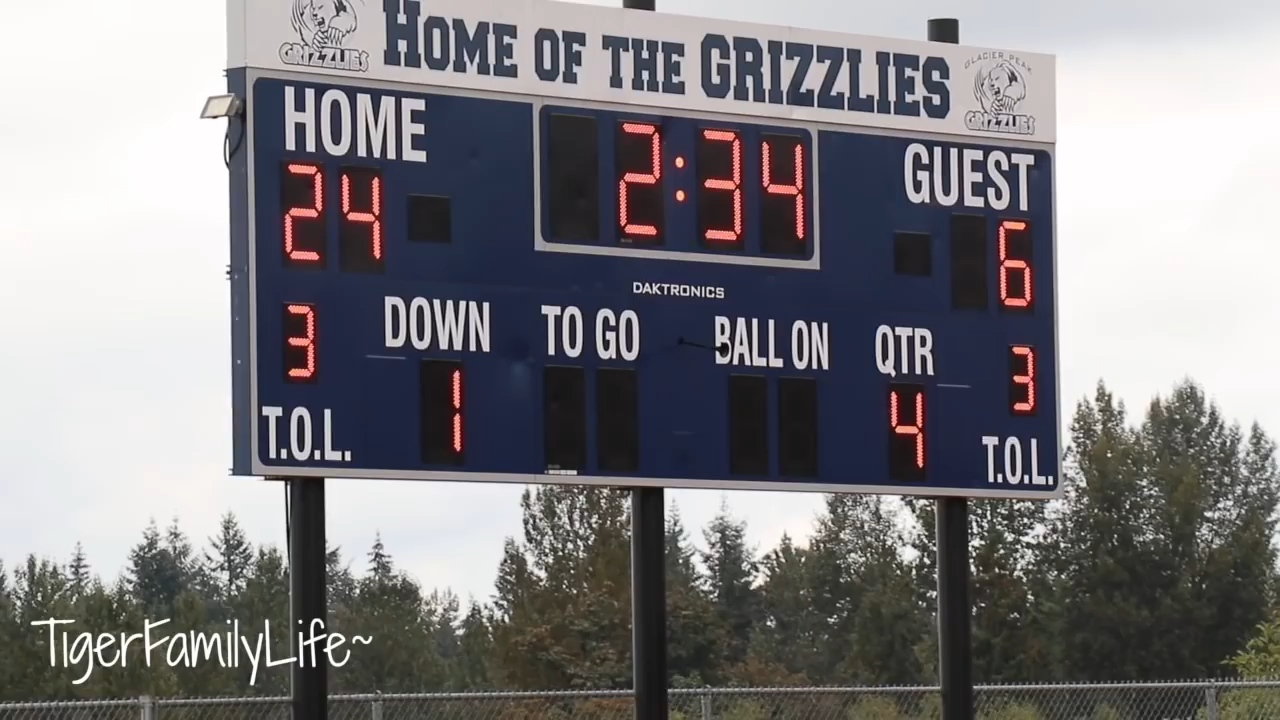 HOME OF THE GRIZZLIES
GRIZZLIES
GLACIER PEAK
GRIZZLIES
HOME
2:34
GUEST
24
6
DAKTRONICS
DOWN
TO GO
BALL ON
QTR
3
1
4
3
T.O.L.
T.O.L.
TigerFamilyLife~